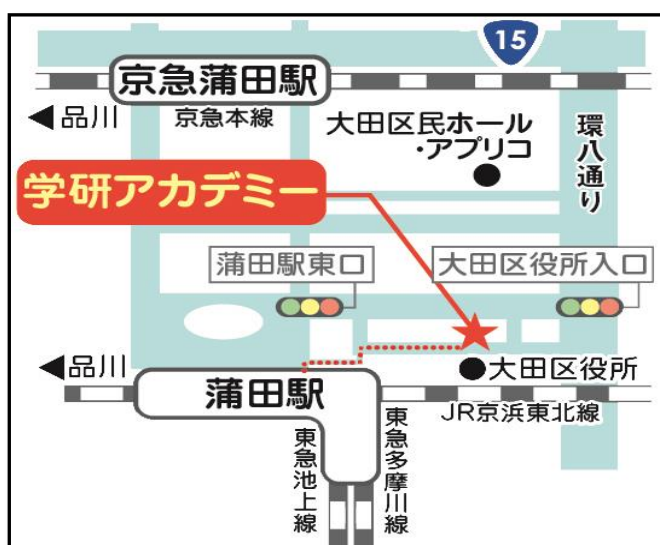 15
京急蒲田駅
品川
京急本線
大田区民ホール
・アプリコ
環八通り
学研アカデミー
蒲田駅東口
大田区役所入口
品川
大田区役所
蒲田駅
JR京浜東北線
東急池上線
東急多摩川線